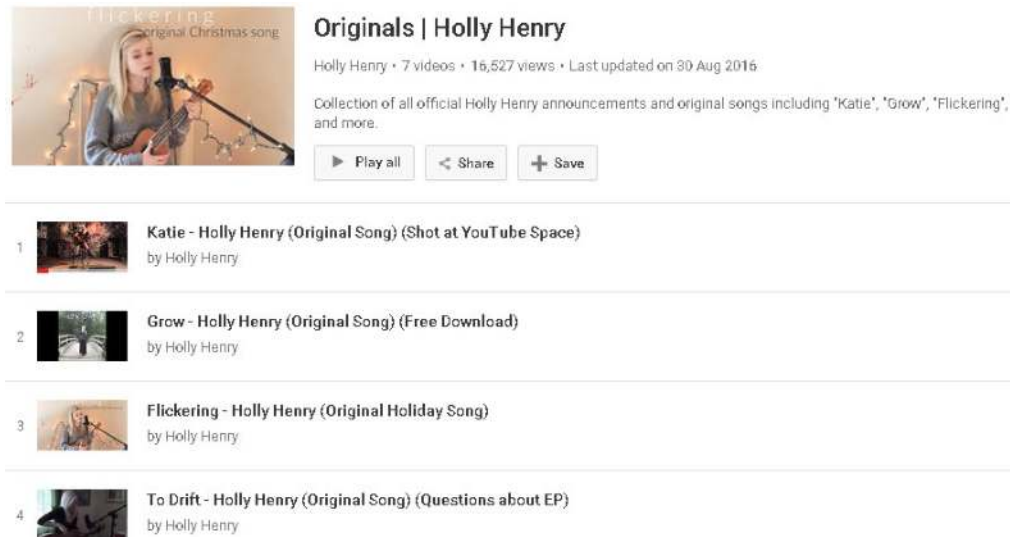 flickering
original Christmas song
Originals | Holly Henry
Holly Henry • 7 videos • 16,527 views • Last updated on 30 Aug 2016
Collection of all official Holly Henry announcements and original songs including "Katie", "Grow", "Flickering",
and more.
Play all
Share
Save
1
Katie - Holly Henry (Original Song) (Shot at YouTube Space)
by Holly Henry
2
Grow - Holly Henry (Original Song) (Free Download)
by Holly Henry
3
Flickering - Holly Henry (Original Holiday Song)
by Holly Henry
4
To Drift - Holly Henry (Original Song) (Questions about EP)
by Holly Henry